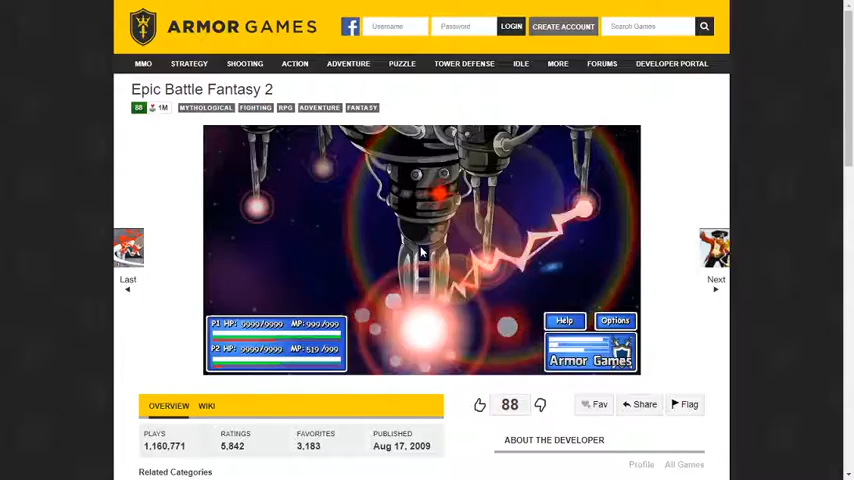 ARMOR GAMES
Username
Password
LOGIN
CREATE ACCOUNT
Search Games
MMO STRATEGY SHOOTING ACTION ADVENTURE PUZZLE TOWER DEFENSE IDLE MORE FORUMS DEVELOPER PORTAL
Epic Battle Fantasy 2
88 1M MYTHOLOGICAL FIGHTING RPG ADVENTURE FANTASY
Last
Next
P1 HP: 9999/9999 MP: 999/999
P2 HP: 9999/9999 MP: 519/999
Help Options
Armor Games
OVERVIEW WIKI
88 Fav Share Flag
PLAYS RATINGS FAVORITES PUBLISHED
1,160,771 5,842 3,183 Aug 17, 2009
ABOUT THE DEVELOPER
Profile All Games
Related Categories